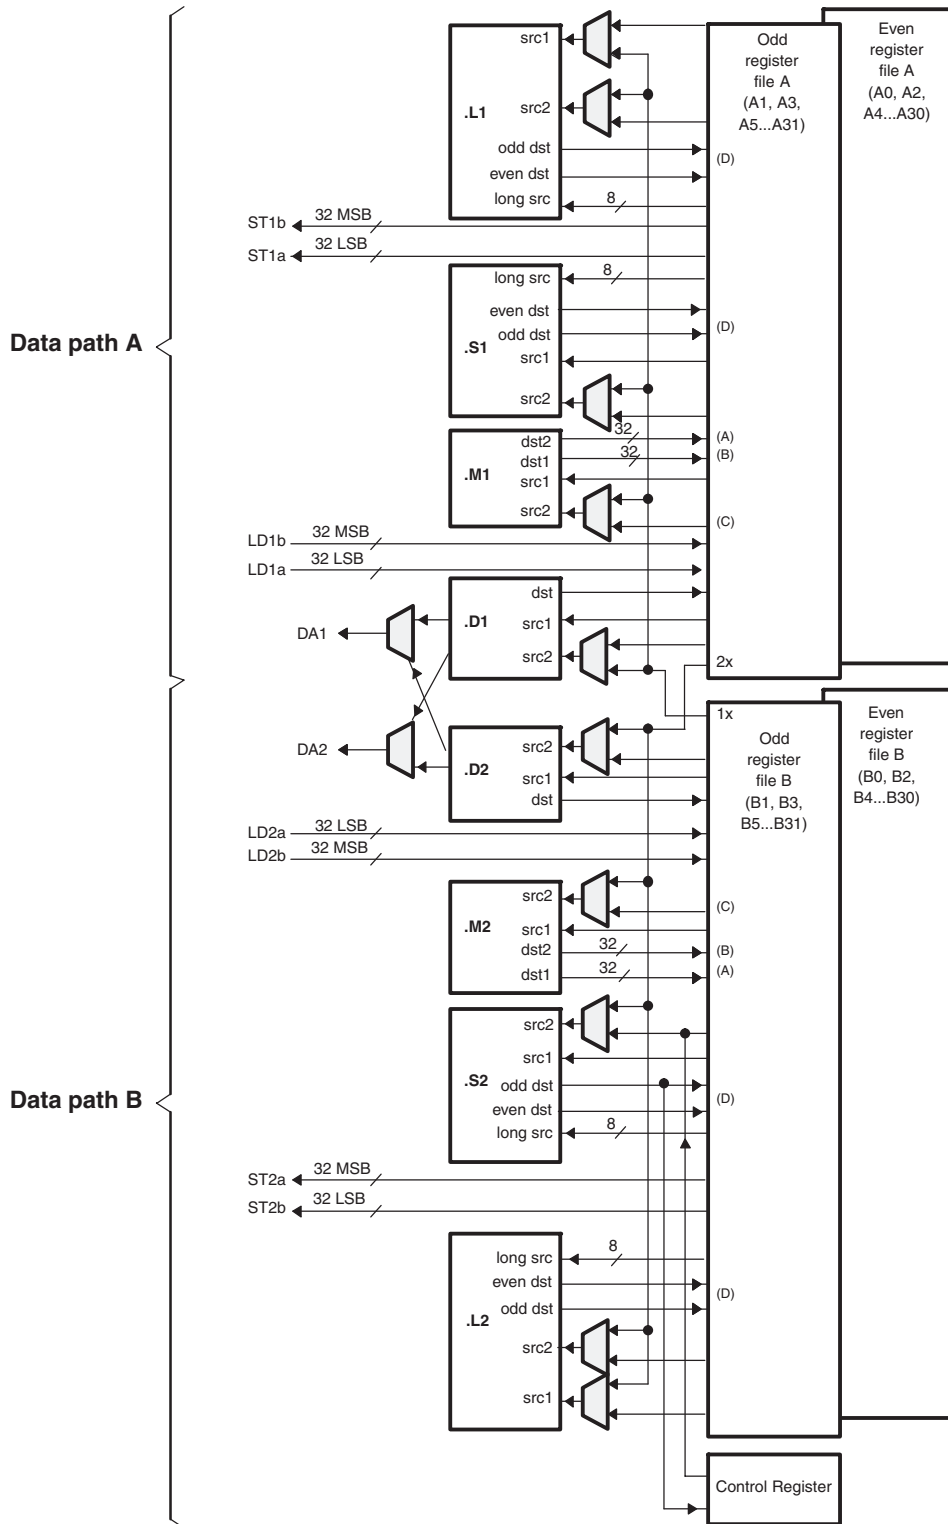 Data path A
.L1
src1
src2
odd dst
even dst
long src
8
ST1b
32 MSB
ST1a
32 LSB
.S1
long src
8
even dst
odd dst
src1
src2
.M1
dst2
32
dst1
32
src1
src2
LD1b
32 MSB
LD1a
32 LSB
DA1
.D1
dst
src1
src2
Odd
register
file A
(A1, A3,
A5...A31)
(D)
(D)
(A)
(B)
(C)
2x
Even
register
file A
(A0, A2,
A4...A30)
Data path B
DA2
.D2
src2
src1
dst
LD2a
32 LSB
LD2b
32 MSB
.M2
src2
src1
dst2
32
dst1
32
.S2
src2
src1
odd dst
even dst
long src
8
ST2a
32 MSB
ST2b
32 LSB
.L2
long src
8
even dst
odd dst
src2
src1
1x
Odd
register
file B
(B1, B3,
B5...B31)
(C)
(B)
(A)
(D)
(D)
Even
register
file B
(B0, B2,
B4...B30)
Control Register